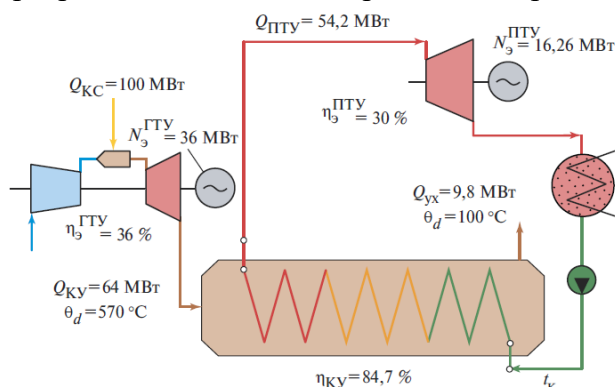 Q_ПТУ = 54,2 МВт
N_э^ПТУ = 16,26 МВт
Q_КС = 100 МВт
N_э^ГТУ = 36 МВт
η_э^ПТУ = 30 %
η_э^ГТУ = 36 %
Q_ух = 9,8 МВт
θ_d = 100 °C
Q_КУ = 64 МВт
θ_d = 570 °C
η_КУ = 84,7 %
t_К